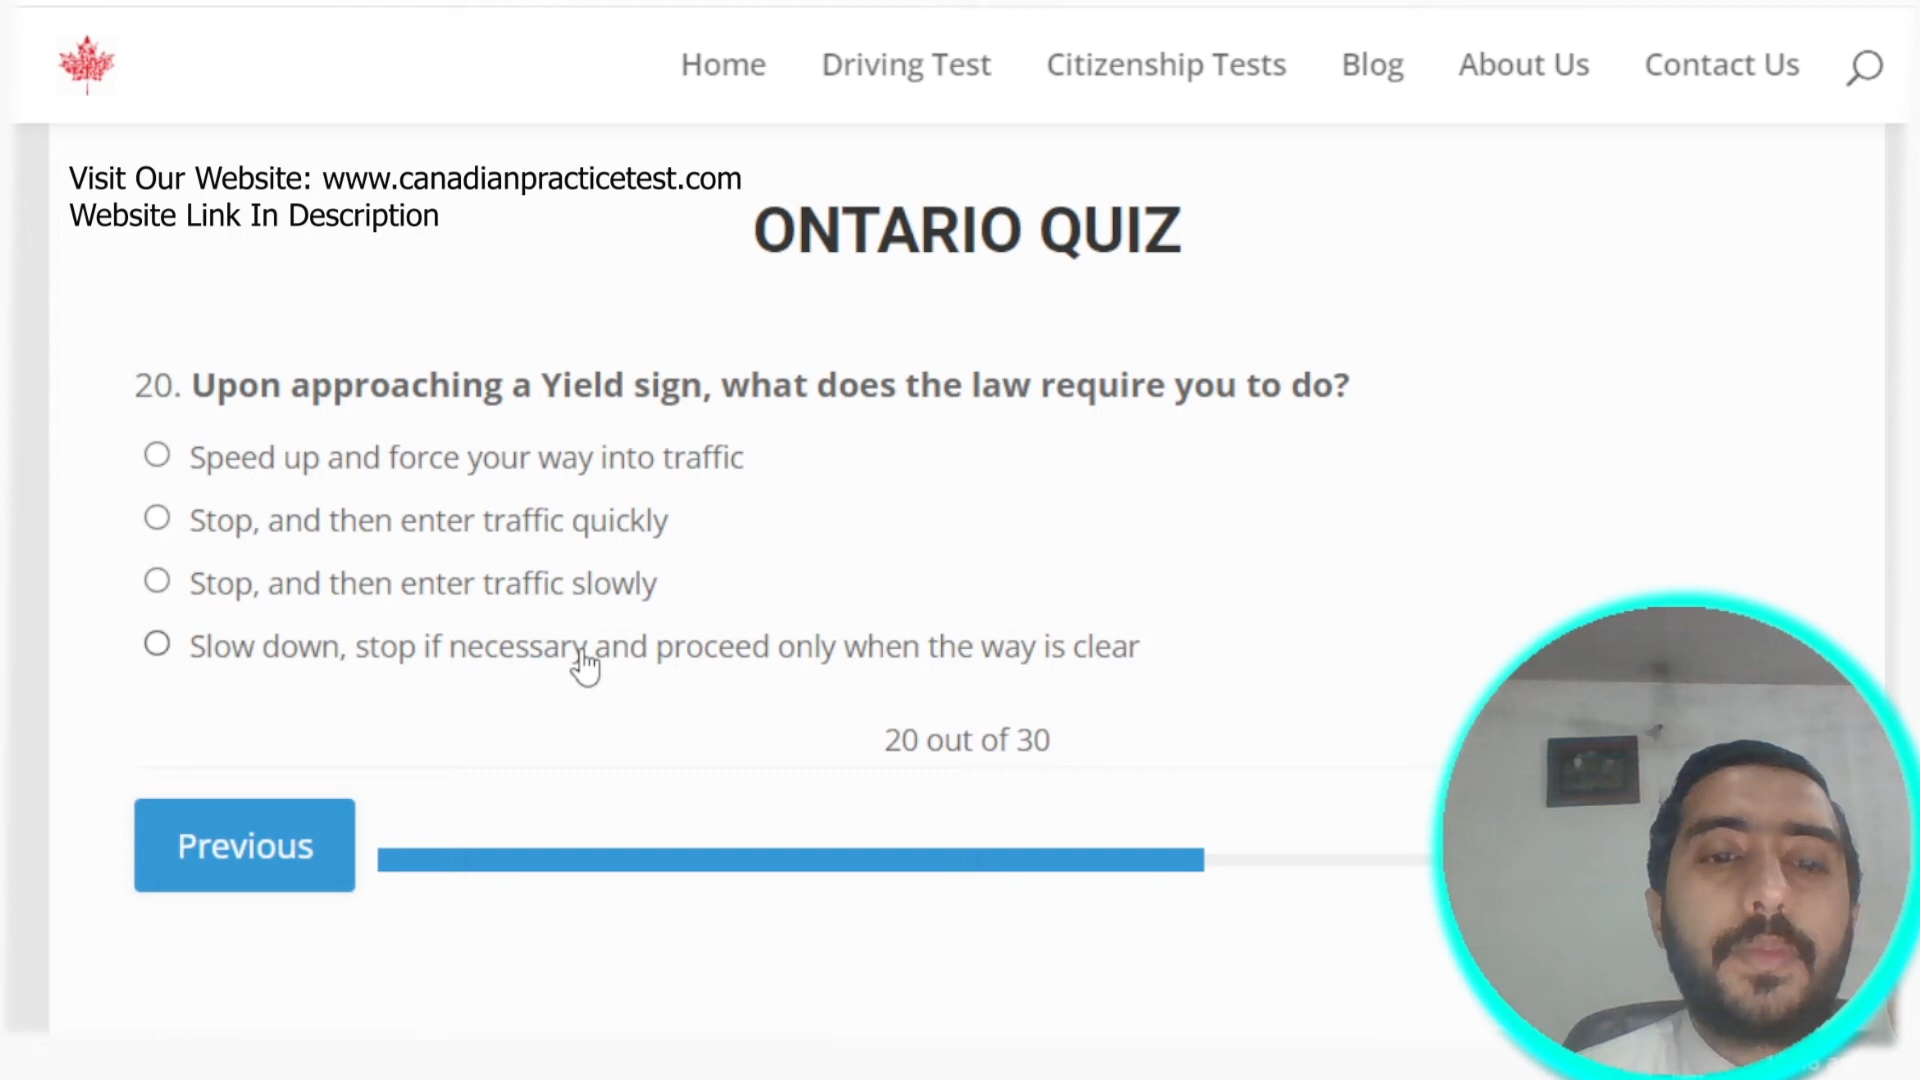 Home Driving Test Citizenship Tests Blog About Us Contact Us
Visit Our Website: www.canadianpracticetest.com
Website Link In Description
ONTARIO QUIZ
20. Upon approaching a Yield sign, what does the law require you to do?
Speed up and force your way into traffic
Stop, and then enter traffic quickly
Stop, and then enter traffic slowly
Slow down, stop if necessary and proceed only when the way is clear
20 out of 30
Previous